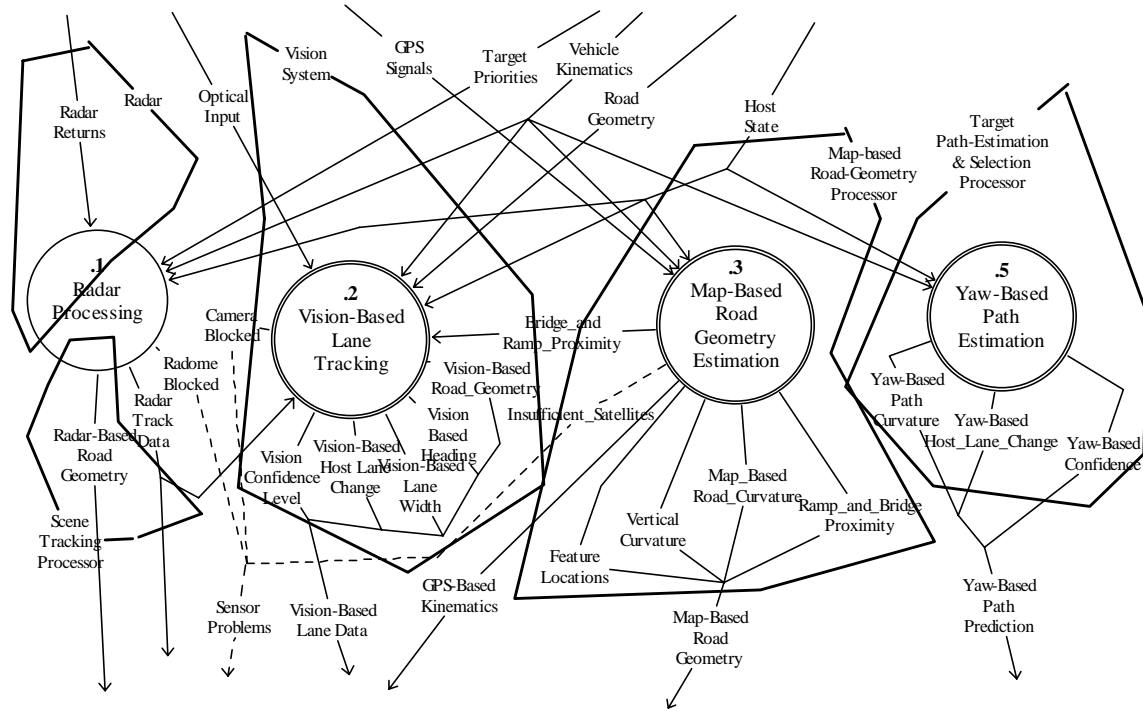 Radar
Returns
Radar
Optical
Input
Vision
System
GPS
Signals
Target
Priorities
Vehicle
Kinematics
Road
Geometry
Host
State
Map-based
Road-Geometry
Processor
Target
Path-Estimation
& Selection
Processor
.1
Radar
Processing
.2
Vision-Based
Lane
Tracking
.3
Map-Based
Road
Geometry
Estimation
.5
Yaw-Based
Path
Estimation
Camera
Blocked
Radome
Blocked
Radar
Track
Data
Radar-Based
Road
Geometry
Scene
Tracking
Processor
Bridge_and
Ramp_Proximity
Vision-Based
Road_Geometry
Vision
Based
Heading
Insufficient_Satellites
Vision
Confidence
Level
Vision-Based
Host Lane
Change
Vision-Based
Lane
Width
Sensor
Problems
Vision-Based
Lane Data
GPS-Based
Kinematics
Feature
Locations
Vertical
Curvature
Map_Based
Road_Curvature
Ramp_and_Bridge
Proximity
Map-Based
Road
Geometry
Yaw-Based
Path
Curvature
Yaw-Based
Host_Lane_Change
Yaw-Based
Confidence
Yaw-Based
Path
Prediction